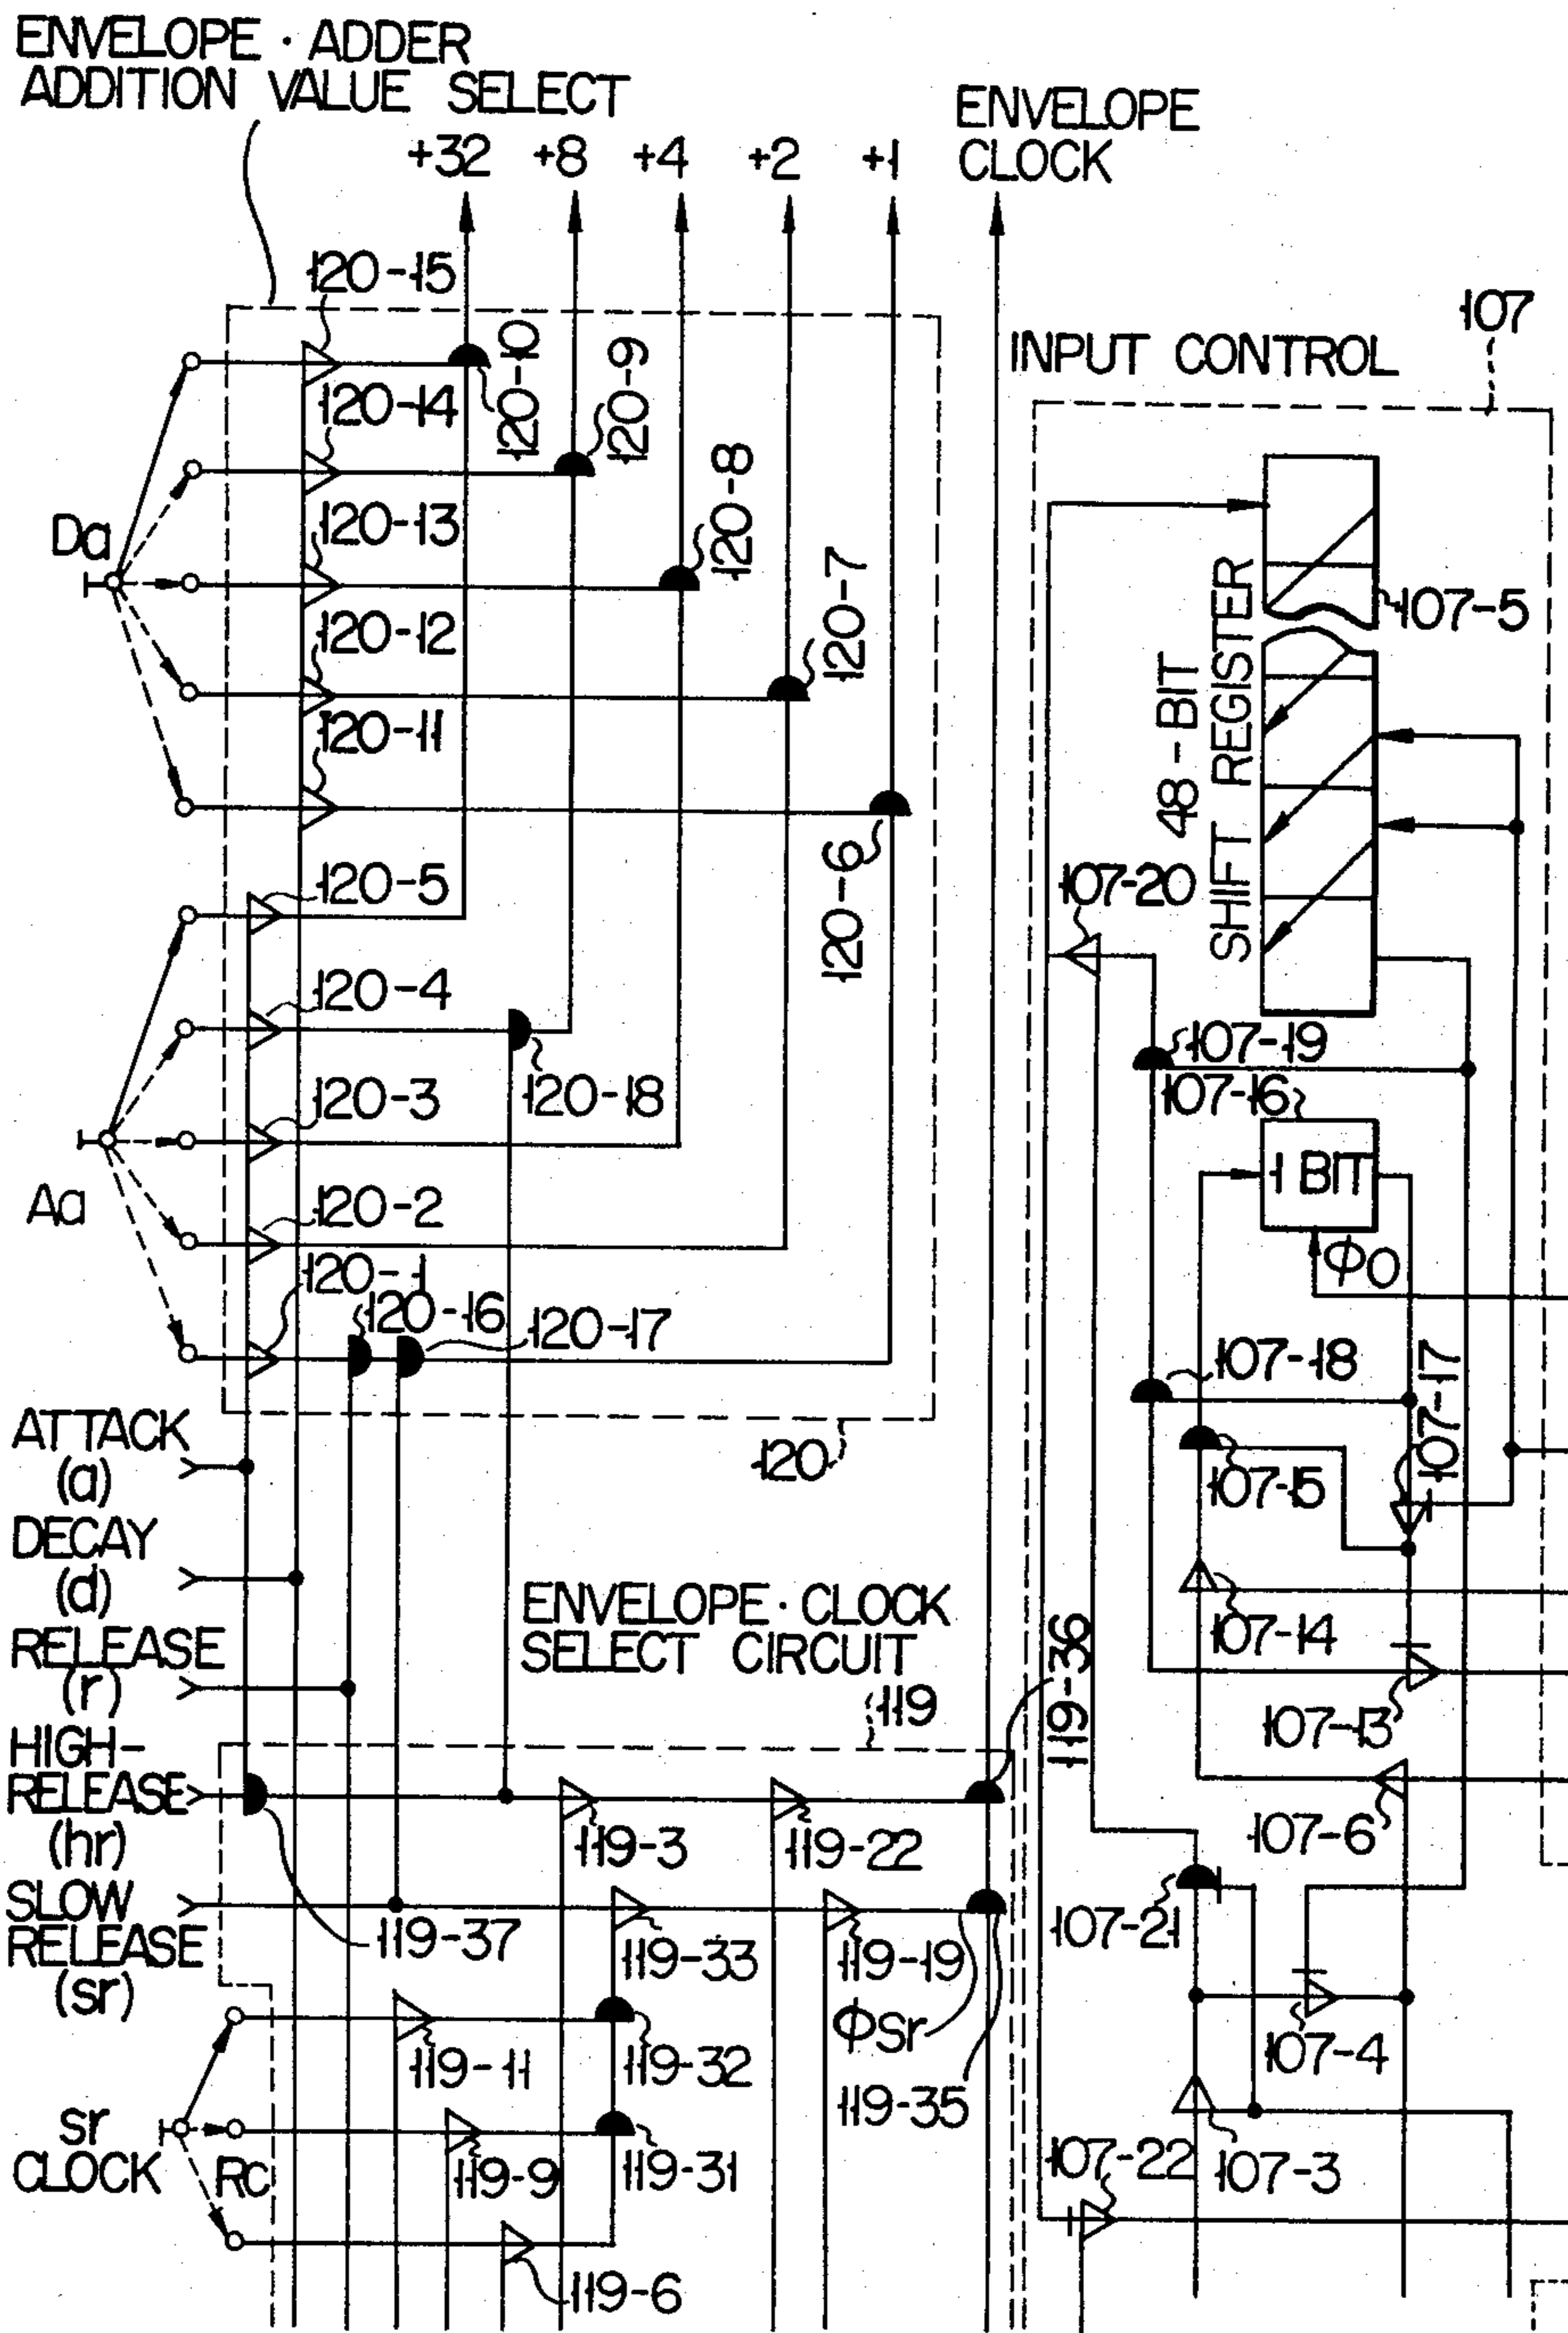 ENVELOPE · ADDER
ADDITION VALUE SELECT
+32
+8
+4
+2
+1
ENVELOPE
CLOCK
120-15
120-14
120-13
120-12
120-11
120-10
120-9
120-8
120-7
120-6
Da
120-5
120-4
120-3
120-2
120-1
120-18
120-16
120-17
Aa
120
ATTACK
(a)
DECAY
(d)
RELEASE
(r)
HIGH-
RELEASE
(hr)
SLOW
RELEASE
(sr)
ENVELOPE · CLOCK
SELECT CIRCUIT
119
119-36
119-3
119-22
119-37
119-33
119-19
ϕSr
119-35
119-11
119-32
119-9
119-31
119-6
sr
CLOCK
Rc
INPUT CONTROL
107
48-BIT
SHIFT REGISTER
107-5
107-20
107-19
107-16
1 BIT
ϕ0
107-18
107-17
107-15
107-14
107-13
107-6
107-21
107-4
107-3
107-22